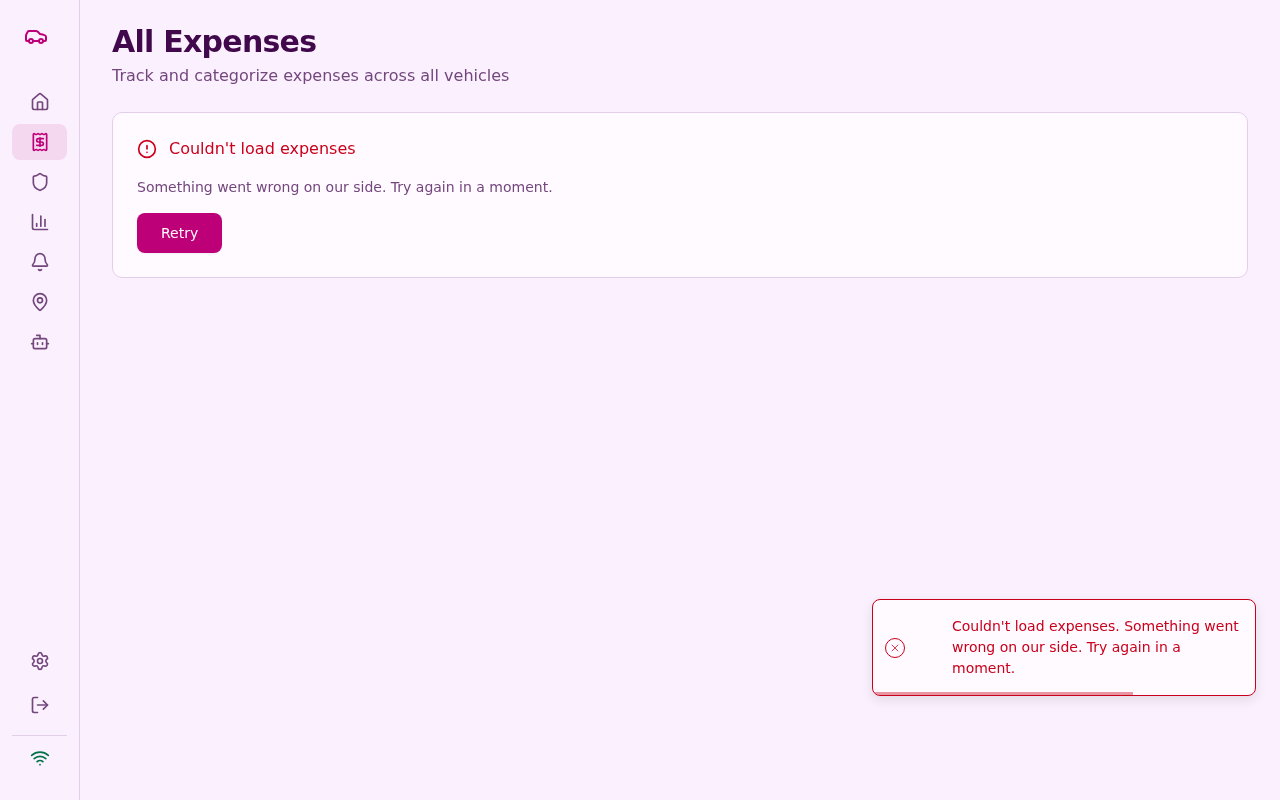 All Expenses
Track and categorize expenses across all vehicles
Couldn't load expenses
Something went wrong on our side. Try again in a moment.
Retry
Couldn't load expenses. Something went
wrong on our side. Try again in a
moment.